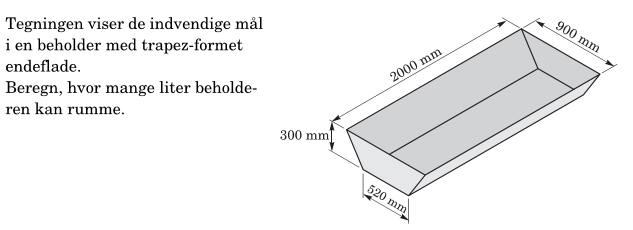 Tegningen viser de indvendige mål
i en beholder med trapez-formet
endeflade.
Beregn, hvor mange liter beholde-
ren kan rumme.
900 mm
2000 mm
300 mm
520 mm